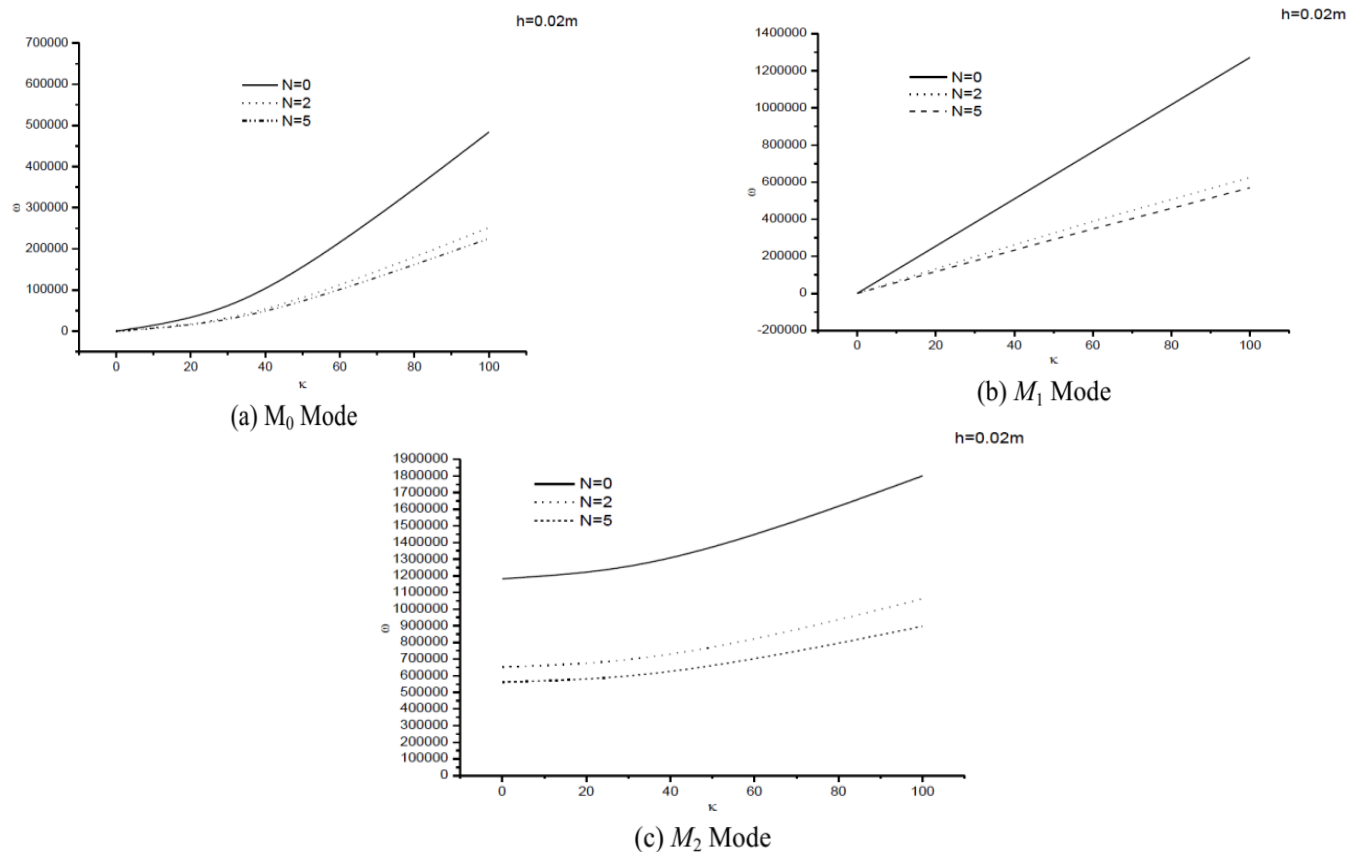 h=0.02m
700000
600000
500000
400000
300000
200000
100000
0
ω
N=0
N=2
N=5
0 20 40 60 80 100
κ
(a) M0 Mode
h=0.02m
1400000
1200000
1000000
800000
600000
400000
200000
0
-200000
ω
N=0
N=2
N=5
0 20 40 60 80 100
κ
(b) M1 Mode
h=0.02m
1900000
1800000
1700000
1600000
1500000
1400000
1300000
1200000
1100000
1000000
900000
800000
700000
600000
500000
400000
300000
200000
100000
0
ω
N=0
N=2
N=5
0 20 40 60 80 100
κ
(c) M2 Mode